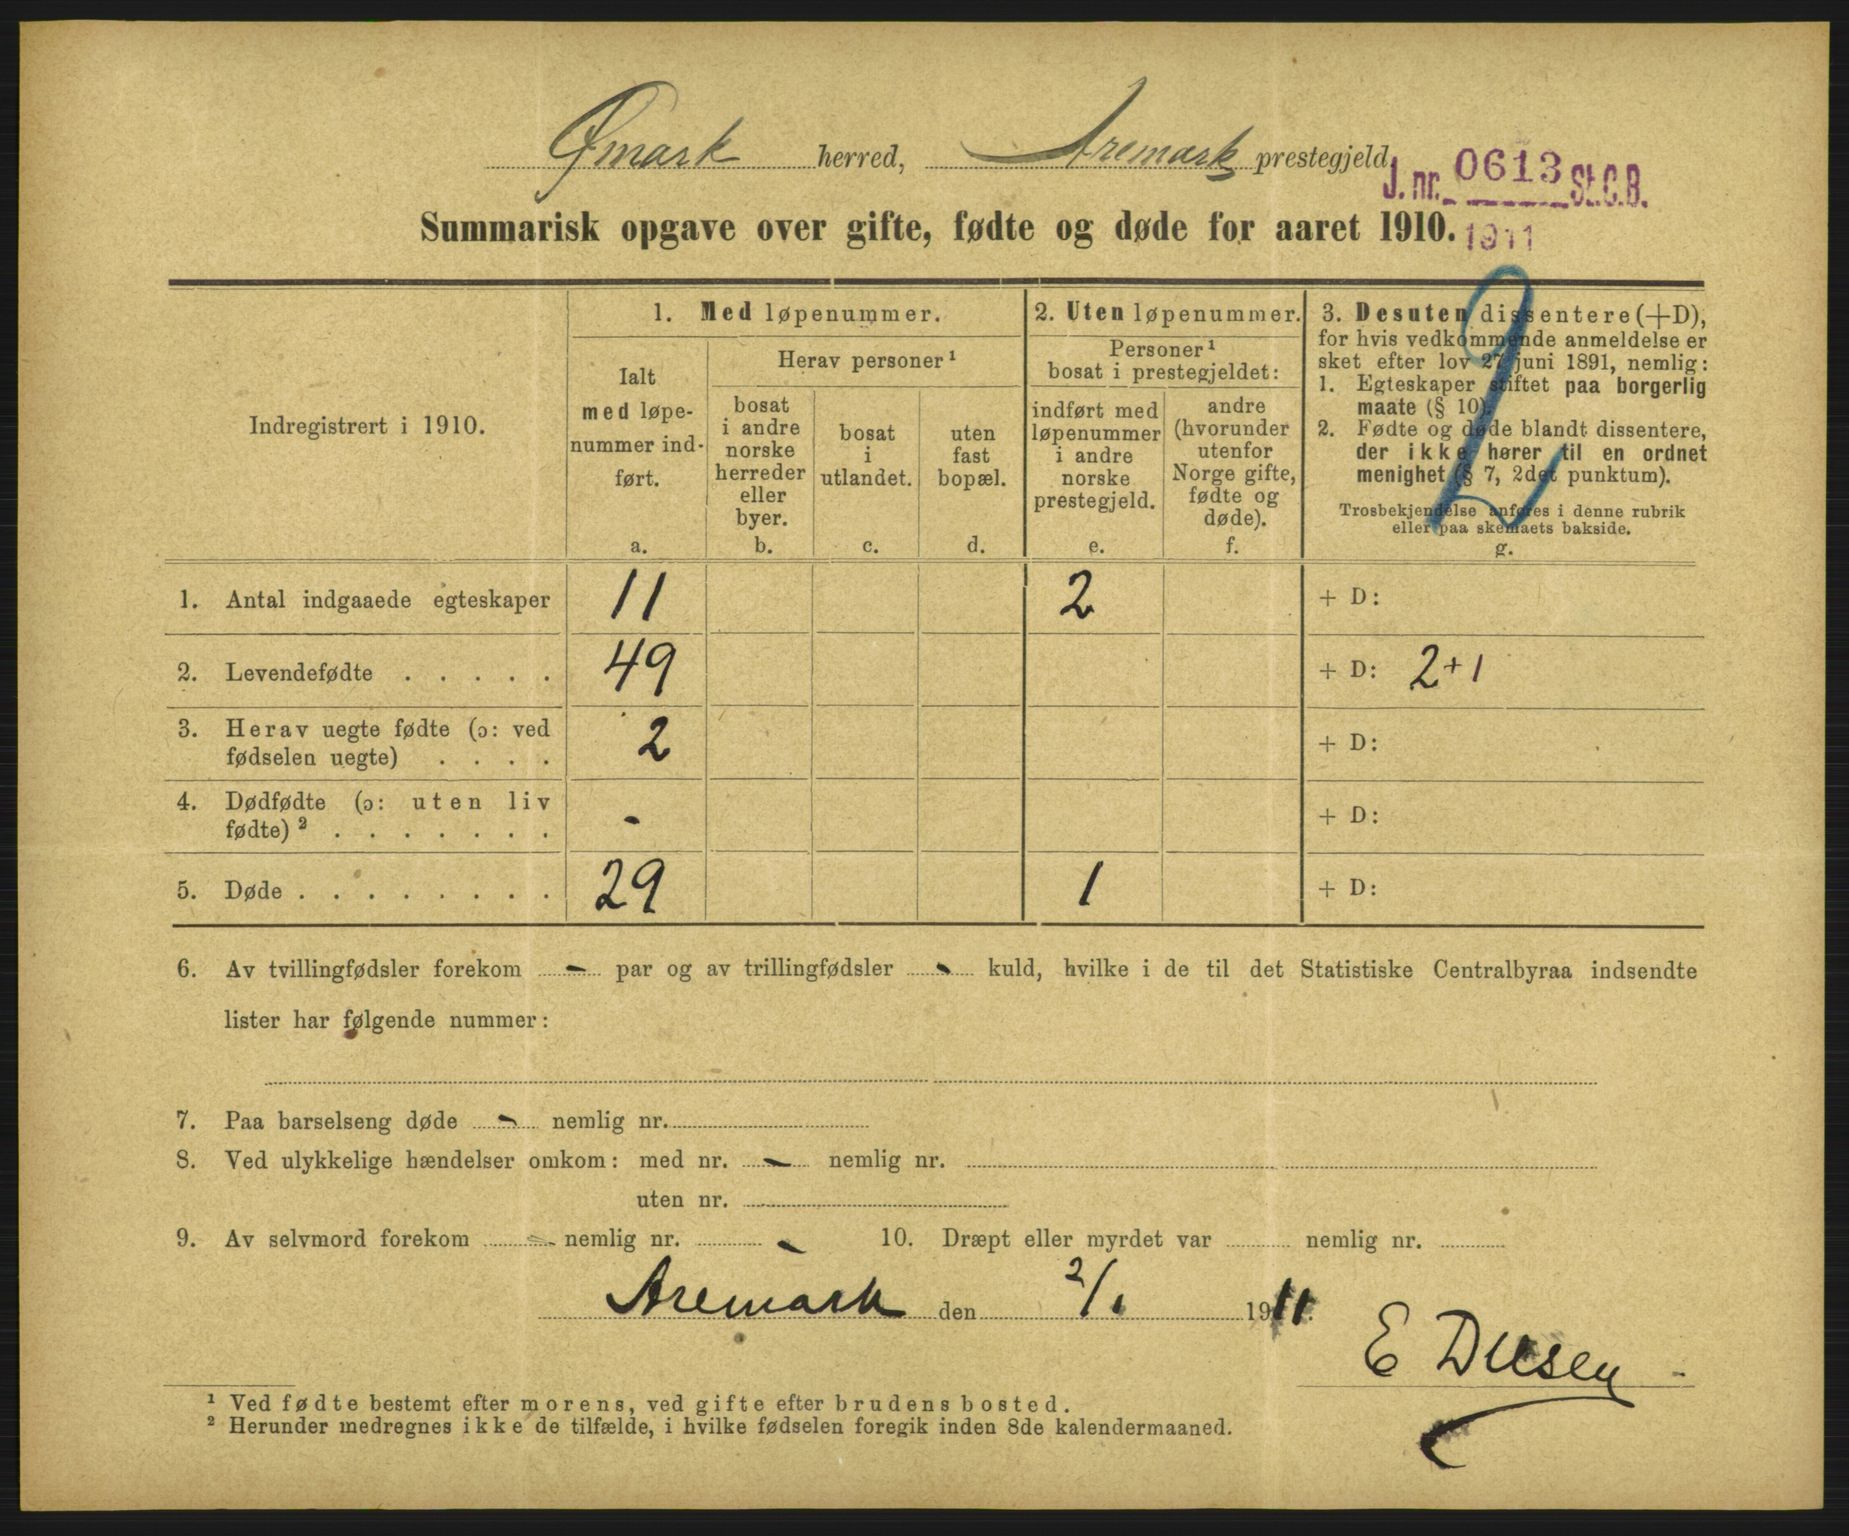 Ømark herred, Aremark prestegjeld
J. nr. 0613 St.C.B.
1911
Summarisk opgave over gifte, fødte og døde for aaret 1910.
Indregistrert i 1910.
1. Med løpenummer.
Ialt
med løpe-
nummer ind-
ført.
a.
Herav personer ¹
bosat
i andre
norske
herreder
eller
byer.
b.
bosat
i
utlandet.
c.
uten
fast
bopæl.
d.
2. Uten løpenummer.
Personer ¹
bosat i prestegjeldet:
indført med
løpenummer
i andre
norske
prestegjeld.
e.
andre
(hvorunder
utenfor
Norge gifte,
fødte og
døde).
f.
3. Desuten dissentere (+D),
for hvis vedkommende anmeldelse er
sket efter lov 27 juni 1891, nemlig:
1. Egteskaper stiftet paa borgerlig
maate (§ 10).
2. Fødte og døde blandt dissentere,
der ikke hører til en ordnet
menighet (§ 7, 2det punktum).
Trosbekjendelse anføres i denne rubrik
eller paa skemaets bakside.
g.
1. Antal indgaaede egteskaper 11 2 + D:
2. Levendefødte . . . . . 49 + D: 2+1
3. Herav uegte fødte (ɔ: ved
fødselen uegte) . . . . 2 + D:
4. Dødfødte (ɔ: uten liv
fødte) ² . . . . . . . - + D:
5. Døde . . . . . . . . 29 1 + D:
6. Av tvillingfødsler forekom - par og av trillingfødsler - kuld, hvilke i de til det Statistiske Centralbyraa indsendte
lister har følgende nummer:
7. Paa barselseng døde - nemlig nr.
8. Ved ulykkelige hændelser omkom: med nr. - nemlig nr.
uten nr.
9. Av selvmord forekom - nemlig nr. - 10. Dræpt eller myrdet var nemlig nr.
Aremark den 2/1 1911.
¹ Ved fødte bestemt efter morens, ved gifte efter brudens bosted.
² Herunder medregnes ikke de tilfælde, i hvilke fødselen foregik inden 8de kalendermaaned.